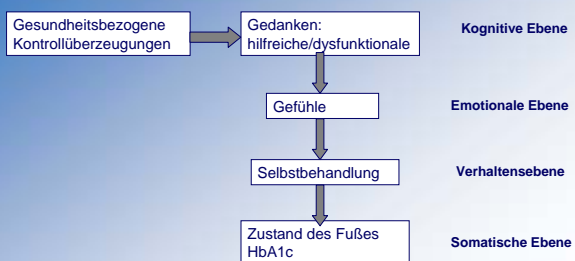 Gesundheitsbezogene
Kontrollüberzeugungen
Gedanken:
hilfreiche/dysfunktionale
Kognitive Ebene
Gefühle
Emotionale Ebene
Selbstbehandlung
Verhaltensebene
Zustand des Fußes
HbA1c
Somatische Ebene